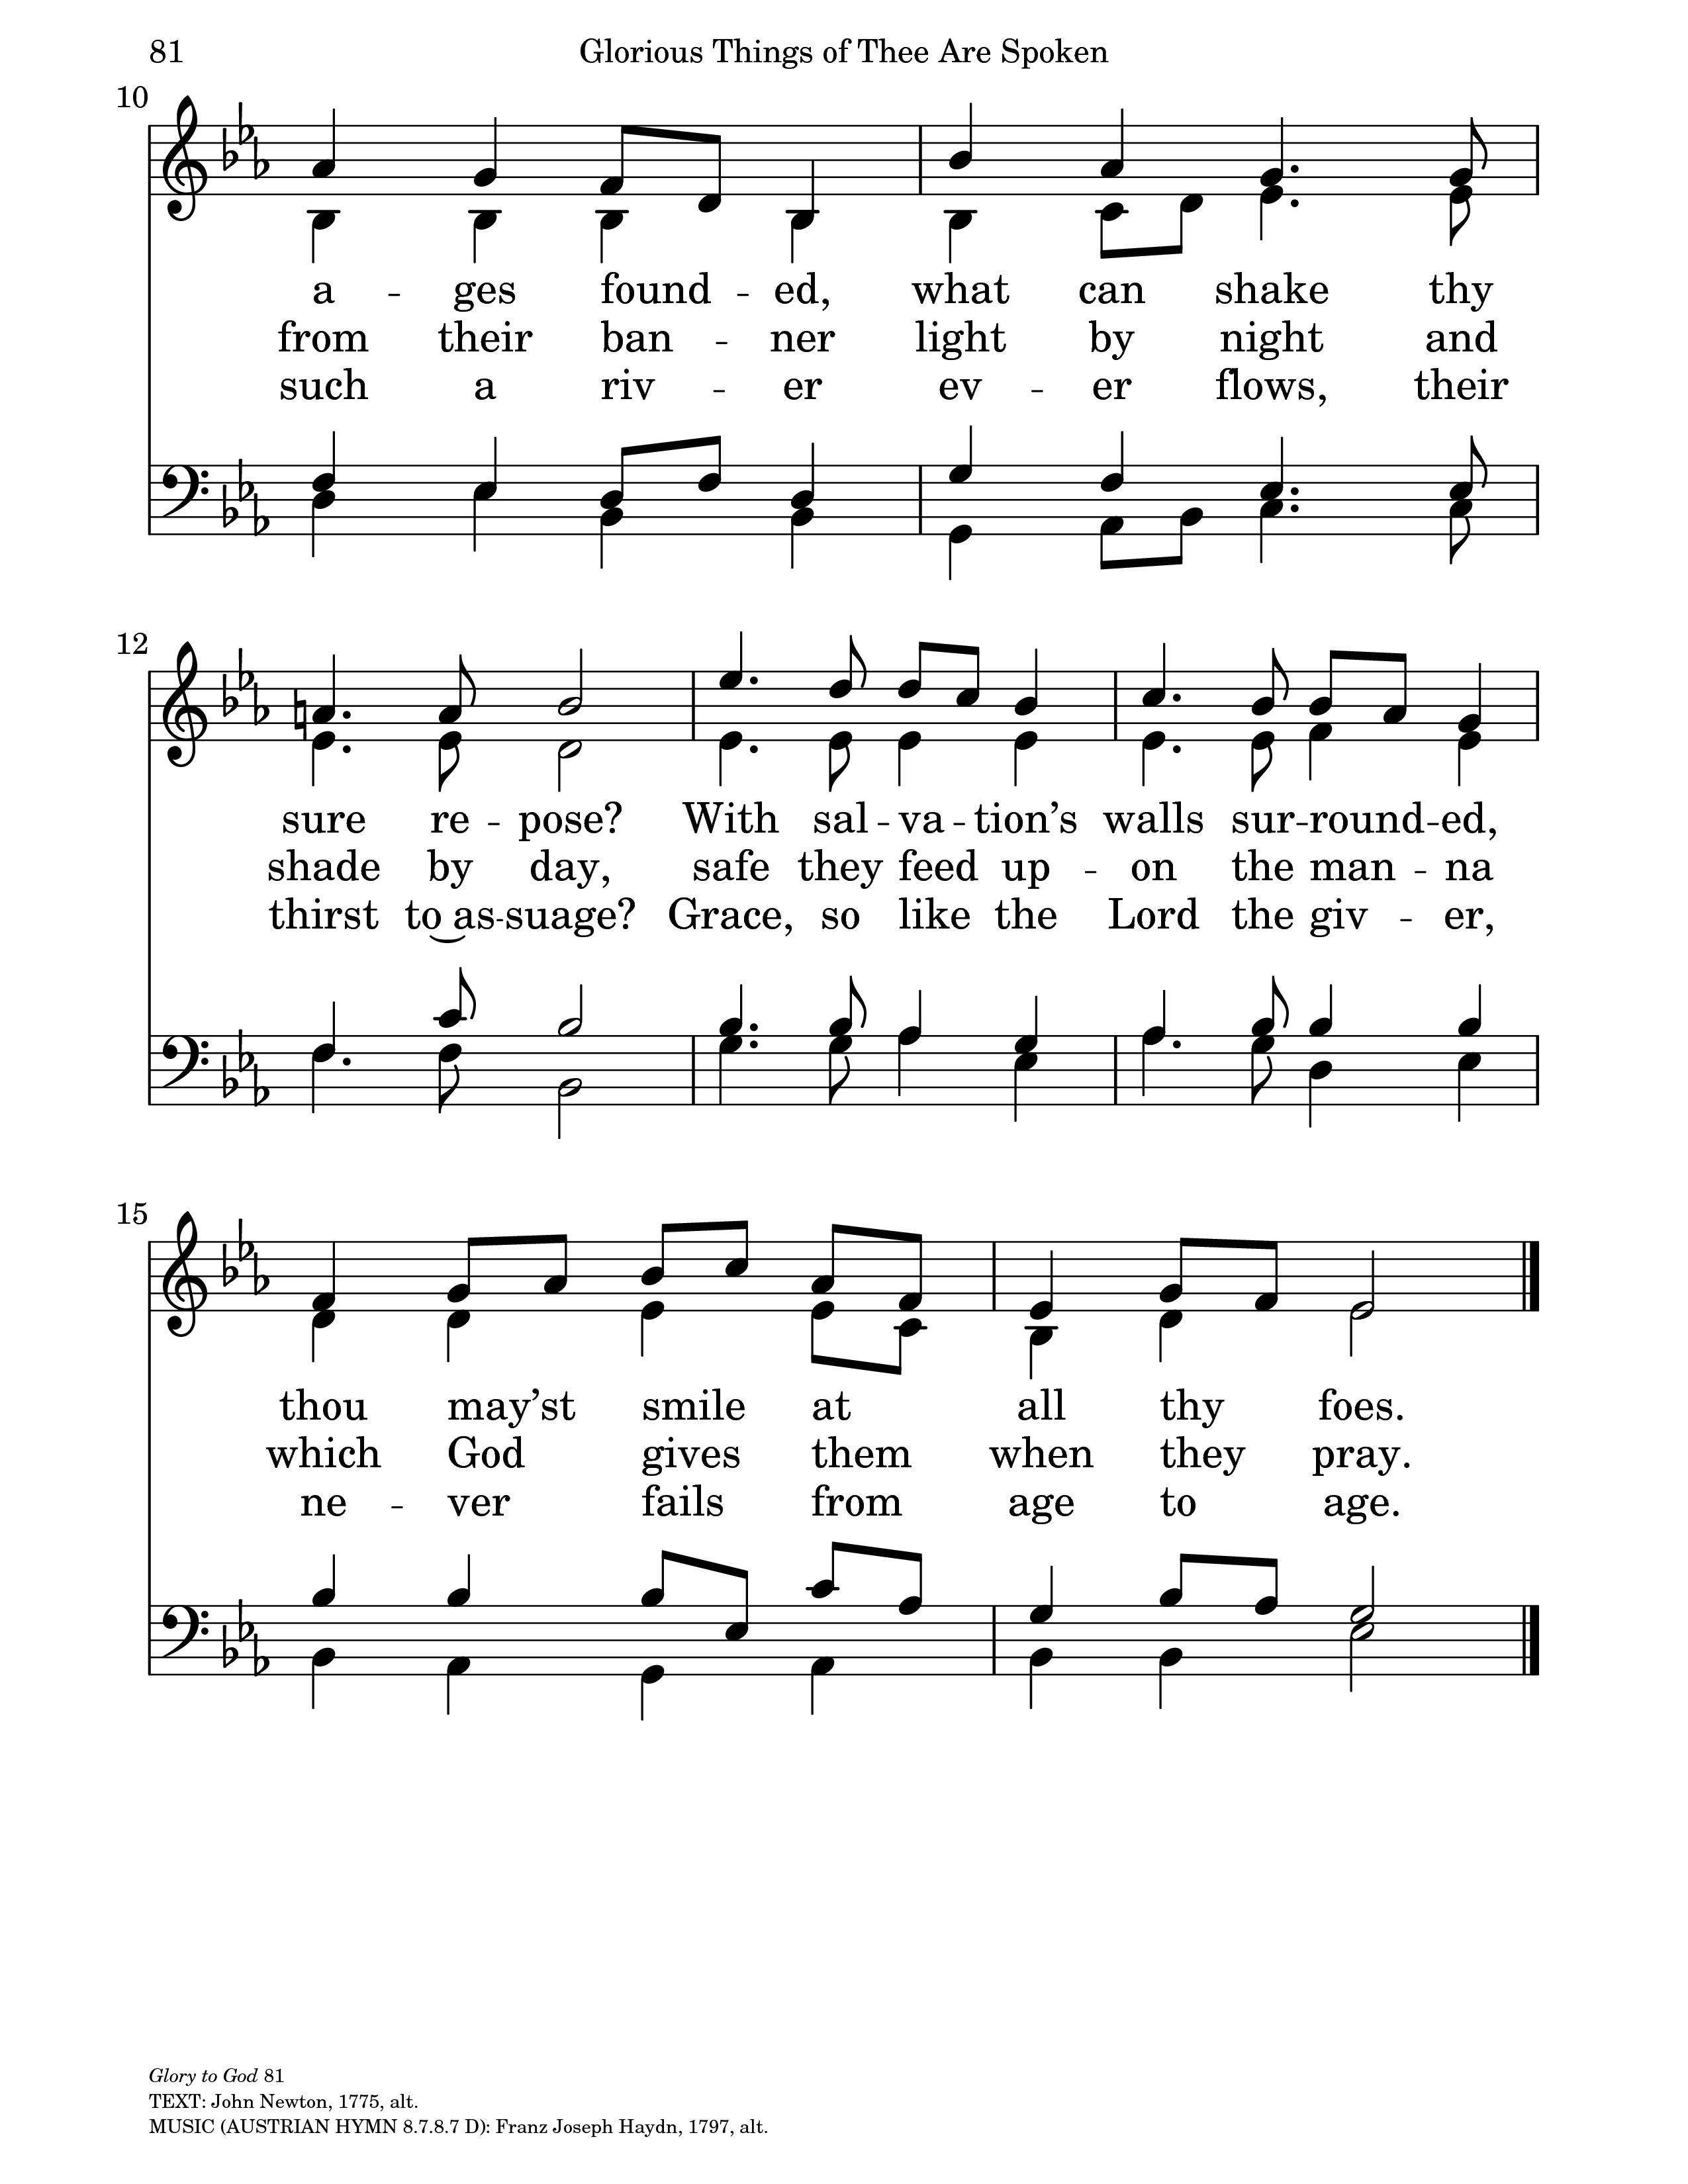 81 Glorious Things of Thee Are Spoken
10
a - ges found - ed, what can shake thy
from their ban - ner light by night and
such a riv - er ev - er flows, their
12
sure re - pose? With sal - va - tion’s walls sur - round - ed,
shade by day, safe they feed up - on the man - na
thirst to‿as - suage? Grace, so like the Lord the giv - er,
15
thou may’st smile at all thy foes.
which God gives them when they pray.
ne - ver fails from age to age.
Glory to God 81
TEXT: John Newton, 1775, alt.
MUSIC (AUSTRIAN HYMN 8.7.8.7 D): Franz Joseph Haydn, 1797, alt.